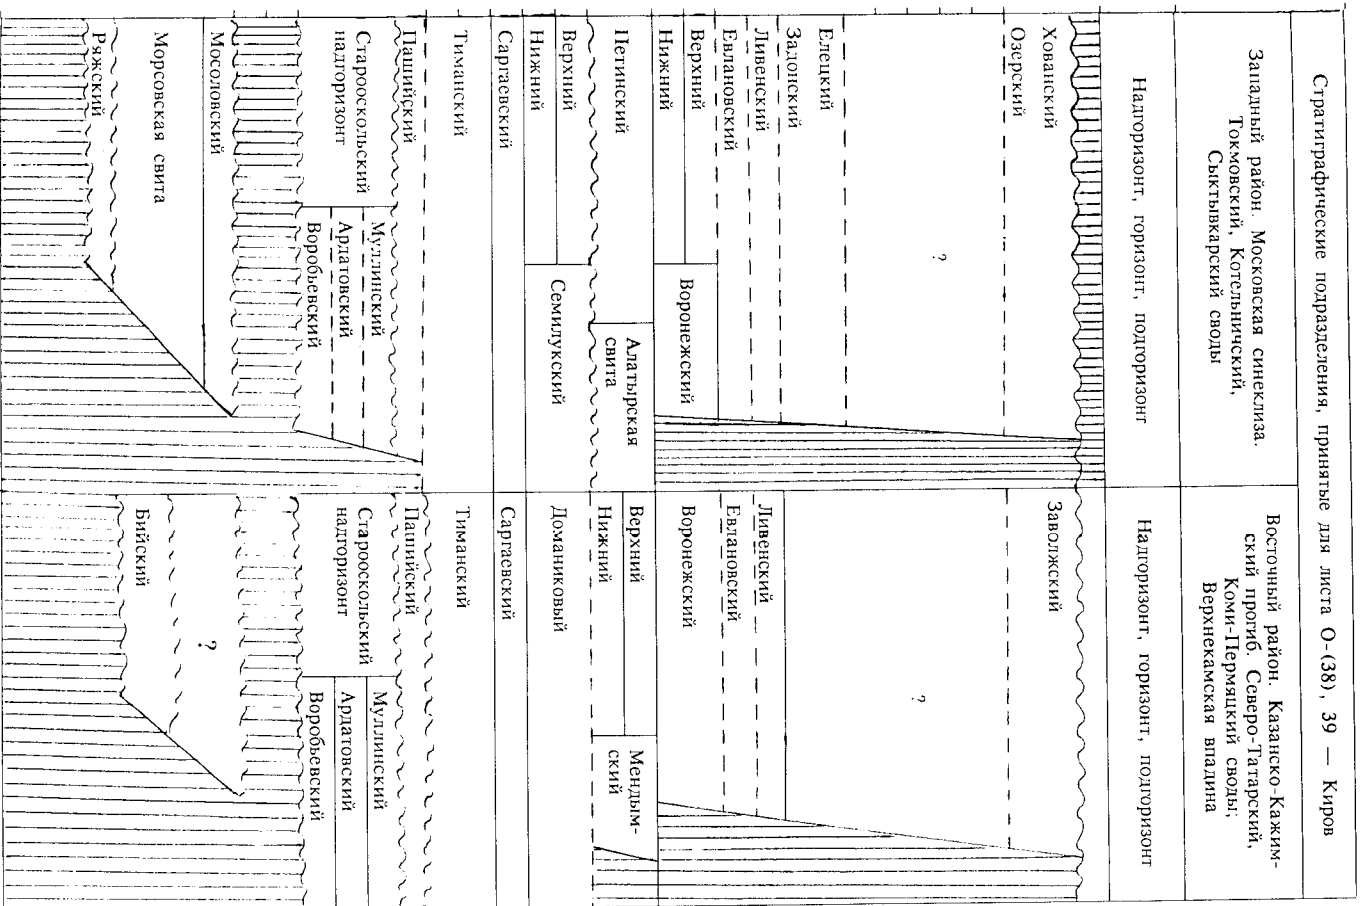 Стратиграфические подразделения, принятые для листа О-(38), 39 — Киров
Западный район. Московская синеклиза.
Токмовский, Котельничский,
Сыктывкарский своды
Надгоризонт, горизонт, подгоризонт
Хованский
Озерский
?
Елецкий
Задонский
Ливенский
Евлановский
Верхний
Нижний
Воронежский
Петинский
Алатырская
свита
Верхний
Нижний
Семилукский
Саргаевский
Тиманский
Пашийский
Старооскольский
надгоризонт
Муллинский
Ардатовский
Воробьевский
Мосоловский
Морсовская свита
Ряжский
Восточный район. Казанско-Кажим-
ский прогиб. Северо-Татарский,
Коми-Пермяцкий своды;
Верхнекамская впадина
Надгоризонт, горизонт, подгоризонт
Заволжский
?
Ливенский
Евлановский
Воронежский
Верхний
Нижний
Мендым-
ский
Доманиковый
Саргаевский
Тиманский
Пашийский
Старооскольский
надгоризонт
Муллинский
Ардатовский
Воробьевский
?
Бийский